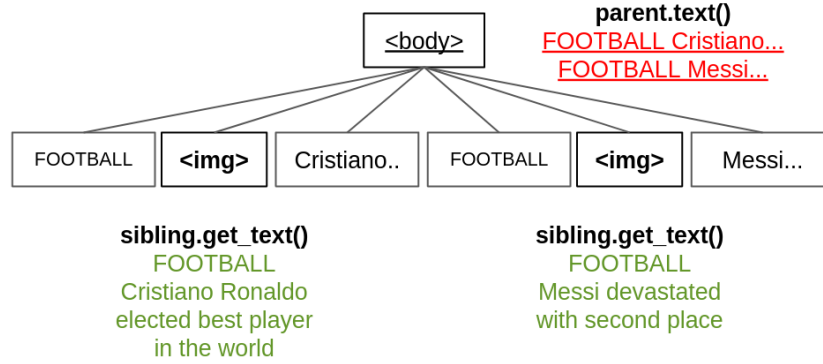 <body>
parent.text()
FOOTBALL Cristiano...
FOOTBALL Messi...
FOOTBALL
<img>
Cristiano..
FOOTBALL
<img>
Messi...
sibling.get_text()
FOOTBALL
Cristiano Ronaldo
elected best player
in the world
sibling.get_text()
FOOTBALL
Messi devastated
with second place